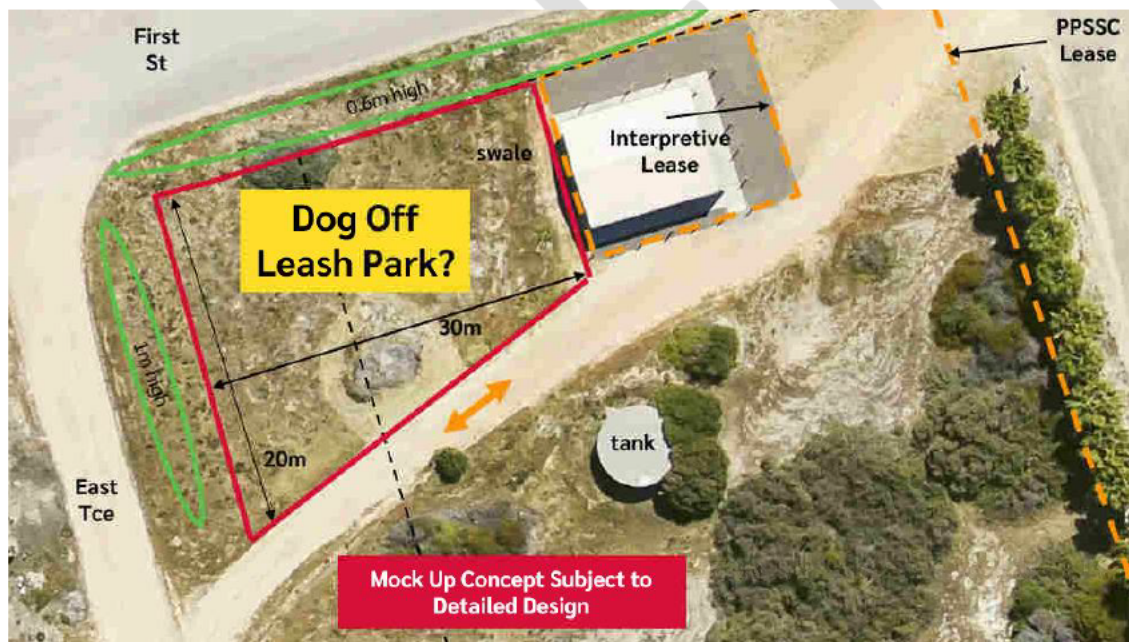 First
St
PPSSC
Lease
0.6m high
swale
Interpretive
Lease
Dog Off
Leash Park?
30m
1m high
20m
tank
East
Tce
Mock Up Concept Subject to
Detailed Design